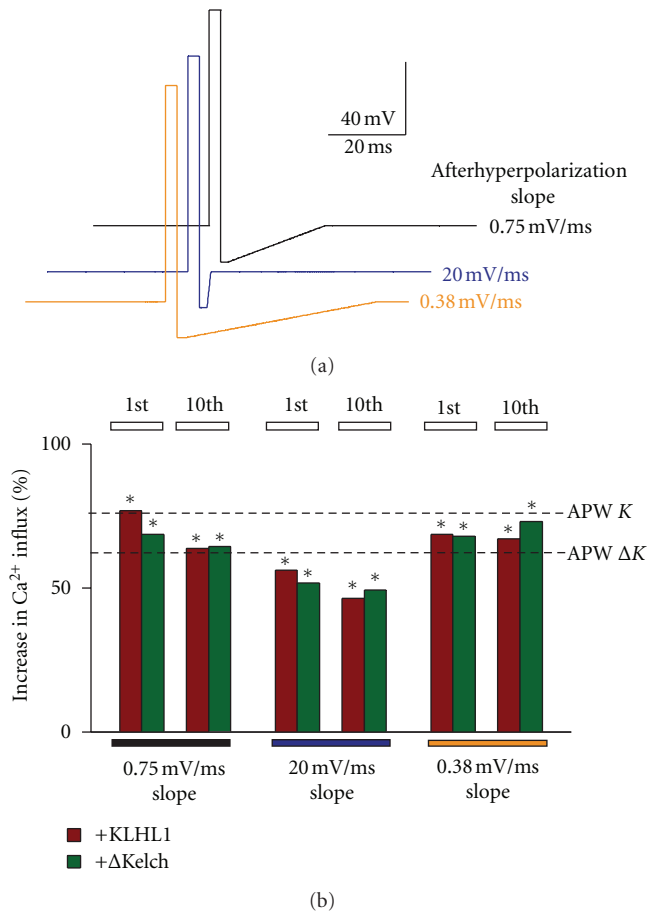 40 mV
20 ms
Afterhyperpolarization
slope
0.75 mV/ms
20 mV/ms
0.38 mV/ms
(a)
1st 10th 1st 10th 1st 10th
Increase in Ca²⁺ influx (%)
100
50
0
* * * * * * * * * * * *
APW K
APW ΔK
0.75 mV/ms
slope
20 mV/ms
slope
0.38 mV/ms
slope
+KLHL1
+ΔKelch
(b)